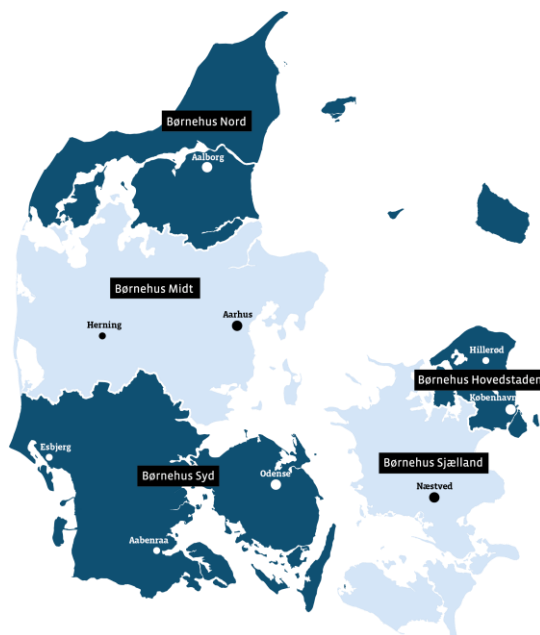 Børnehus Nord
Aalborg
Børnehus Midt
Herning
Aarhus
Hillerød
Børnehus Hovedstaden
København
Esbjerg
Børnehus Syd
Odense
Børnehus Sjælland
Næstved
Aabenraa